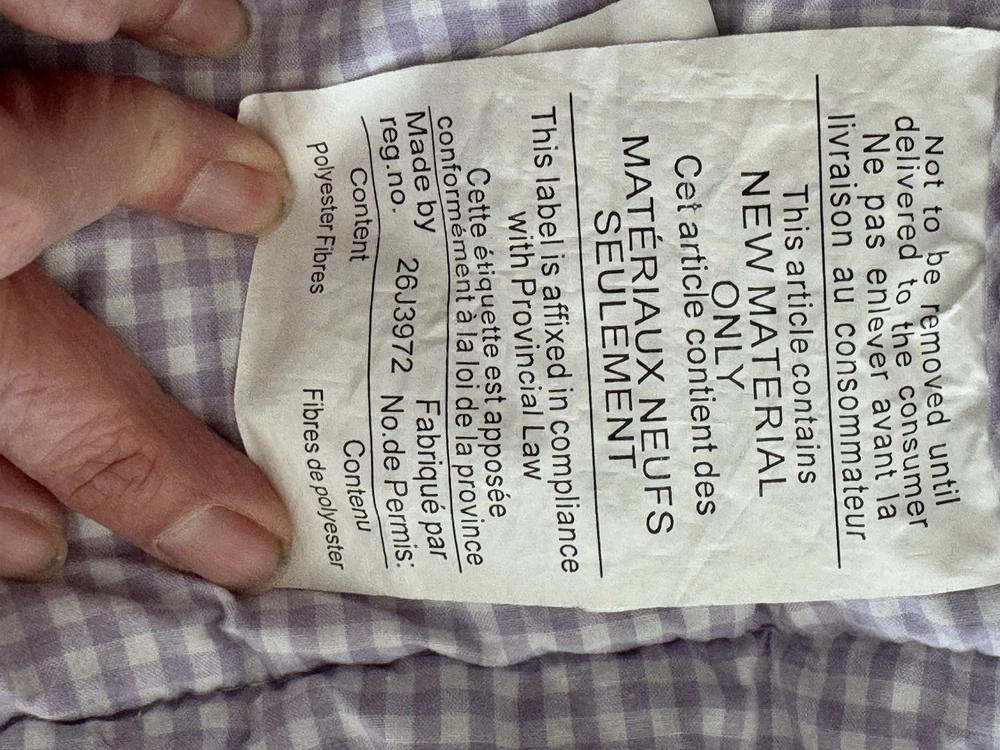 Not to be removed until
delivered to the consumer
Ne pas enlever avant la
livraison au consommateur
This article contains
NEW MATERIAL
ONLY
Cet article contient des
MATÉRIAUX NEUFS
SEULEMENT
This label is affixed in compliance
with Provincial Law
Cette étiquette est apposée
conformément à la loi de la province
Made by Fabriqué par
reg.no. 26J3972 No.de Permis:
Content Contenu
polyester Fibres Fibres de polyester